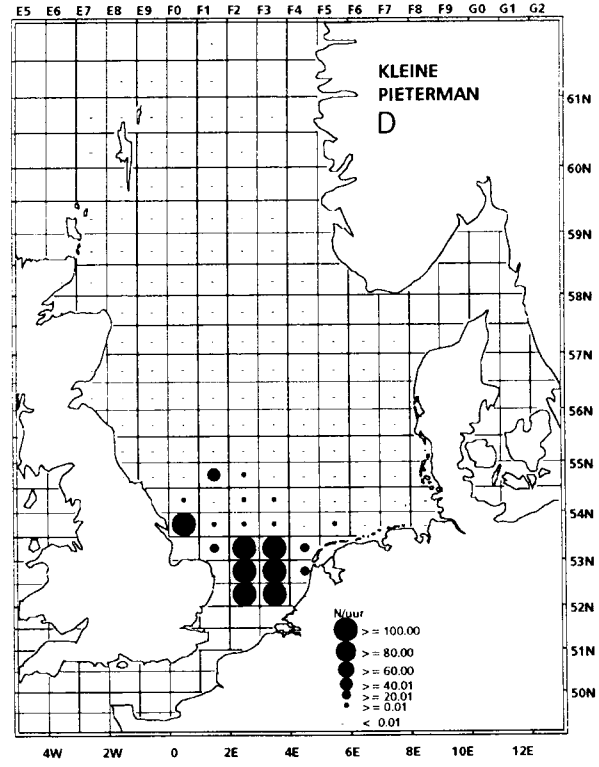 E5 E6 E7 E8 E9 F0 F1 F2 F3 F4 F5 F6 F7 F8 F9 G0 G1 G2
KLEINE
PIETERMAN
D
61N
60N
59N
58N
57N
56N
55N
54N
53N
52N
51N
50N
N/uur
>= 100.00
>= 80.00
>= 60.00
>= 40.01
>= 20.01
>= 0.01
< 0.01
4W 2W 0 2E 4E 6E 8E 10E 12E